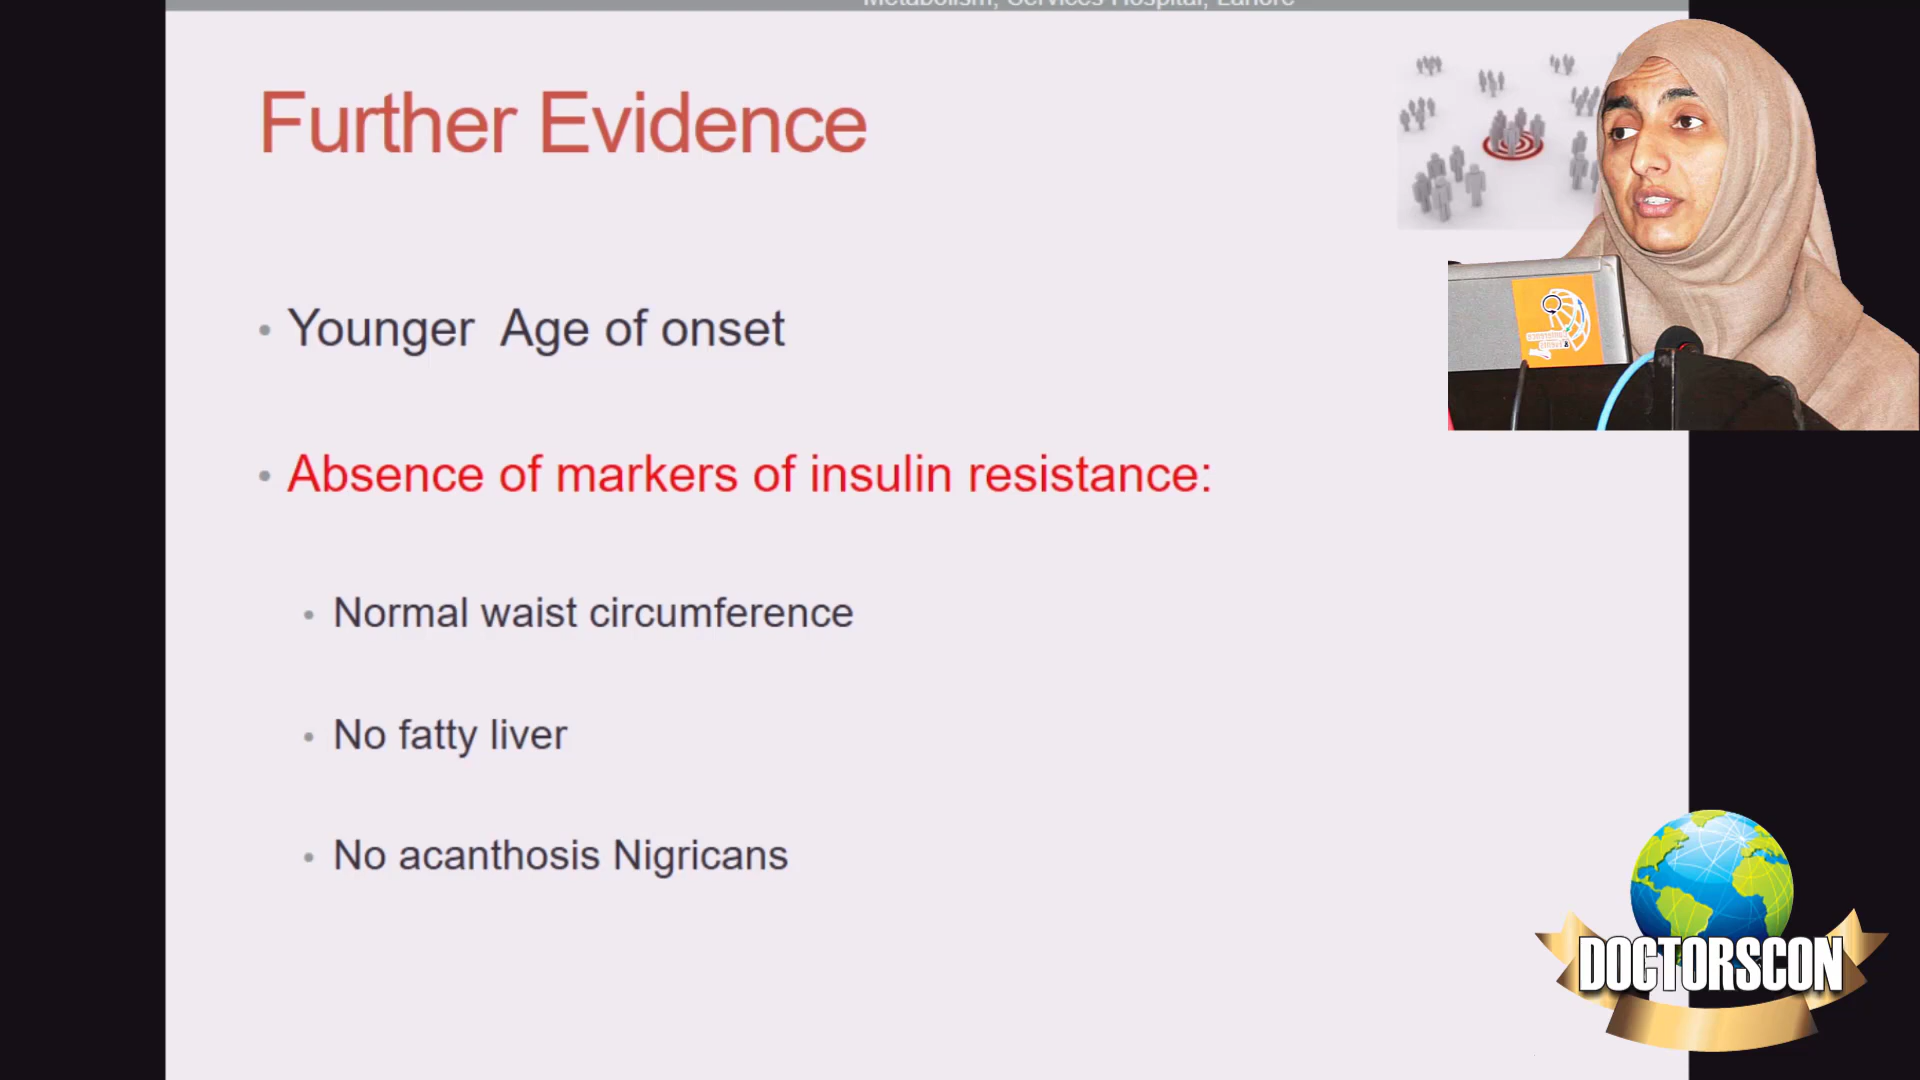 Metabolism, Services Hospital, Lahore
Further Evidence
• Younger Age of onset
• Absence of markers of insulin resistance:
• Normal waist circumference
• No fatty liver
• No acanthosis Nigricans
DOCTORSCON